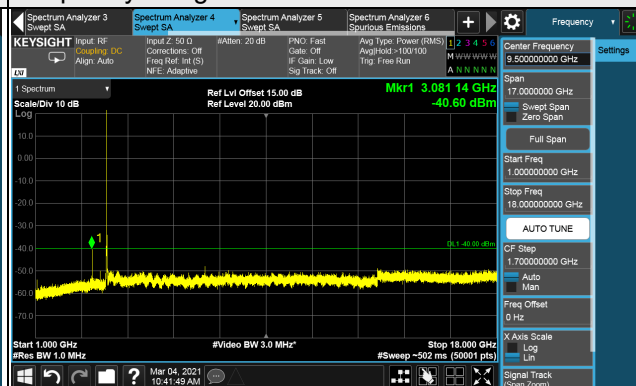 Spectrum Analyzer 3
Swept SA
Spectrum Analyzer 4
Swept SA
Spectrum Analyzer 5
Swept SA
Spectrum Analyzer 6
Spurious Emissions
Frequency
KEYSIGHT
Input: RF
Coupling: DC
Align: Auto
Input Z: 50 Ω
Corrections: Off
Freq Ref: Int (S)
NFE: Adaptive
#Atten: 20 dB
PNO: Fast
Gate: Off
IF Gain: Low
Sig Track: Off
Avg Type: Power (RMS)
Avg|Hold:>100/100
Trig: Free Run
1 2 3 4 5 6
M W W W W W
A N N N N N
LXI
1 Spectrum
Scale/Div 10 dB
Ref Lvl Offset 15.00 dB
Ref Level 20.00 dBm
Mkr1 3.081 14 GHz
-40.60 dBm
Log
10.0
0.00
-10.0
-20.0
-30.0
-40.0
-50.0
-60.0
-70.0
1
DL1 -40.00 dBm
Start 1.000 GHz
#Res BW 1.0 MHz
#Video BW 3.0 MHz*
Stop 18.000 GHz
#Sweep ~502 ms (50001 pts)
Mar 04, 2021
10:41:49 AM
Center Frequency
9.500000000 GHz
Settings
Span
17.0000000 GHz
Swept Span
Zero Span
Full Span
Start Freq
1.000000000 GHz
Stop Freq
18.000000000 GHz
AUTO TUNE
CF Step
1.700000000 GHz
Auto
Man
Freq Offset
0 Hz
X Axis Scale
Log
Lin
Signal Track
(Span Zoom)